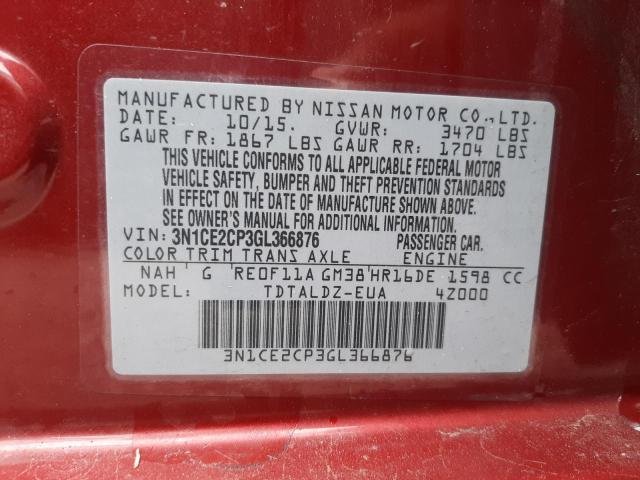 MANUFACTURED BY NISSAN MOTOR CO.,LTD.
DATE: 10/15. GVWR: 3470 LBS
GAWR FR: 1867 LBS GAWR RR: 1704 LBS
THIS VEHICLE CONFORMS TO ALL APPLICABLE FEDERAL MOTOR
VEHICLE SAFETY, BUMPER AND THEFT PREVENTION STANDARDS
IN EFFECT ON THE DATE OF MANUFACTURE SHOWN ABOVE.
SEE OWNER'S MANUAL FOR ADDITIONAL INFORMATION.
VIN: 3N1CE2CP3GL366876 PASSENGER CAR.
COLOR TRIM TRANS AXLE ENGINE
NAH G RE0F11A GM38 HR16DE 1598 CC
MODEL: TDTALDZ-EUA 4Z000
3N1CE2CP3GL366876